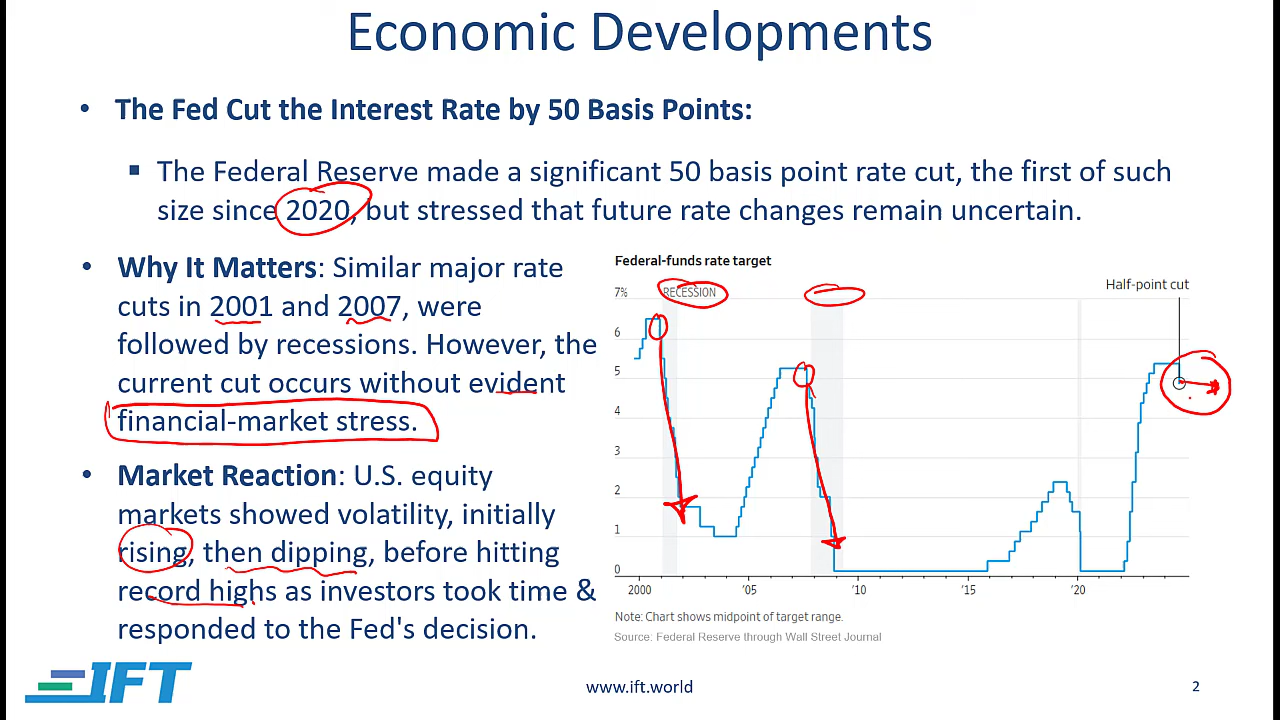 Economic Developments
• The Fed Cut the Interest Rate by 50 Basis Points:
▪ The Federal Reserve made a significant 50 basis point rate cut, the first of such
size since 2020, but stressed that future rate changes remain uncertain.
• Why It Matters: Similar major rate
cuts in 2001 and 2007, were
followed by recessions. However, the
current cut occurs without evident
financial-market stress.
• Market Reaction: U.S. equity
markets showed volatility, initially
rising, then dipping, before hitting
record highs as investors took time &
responded to the Fed's decision.
Federal-funds rate target
7%
RECESSION
Half-point cut
6
5
4
3
2
1
0
2000 '05 '10 '15 '20
Note: Chart shows midpoint of target range.
Source: Federal Reserve through Wall Street Journal
IFT
www.ift.world
2